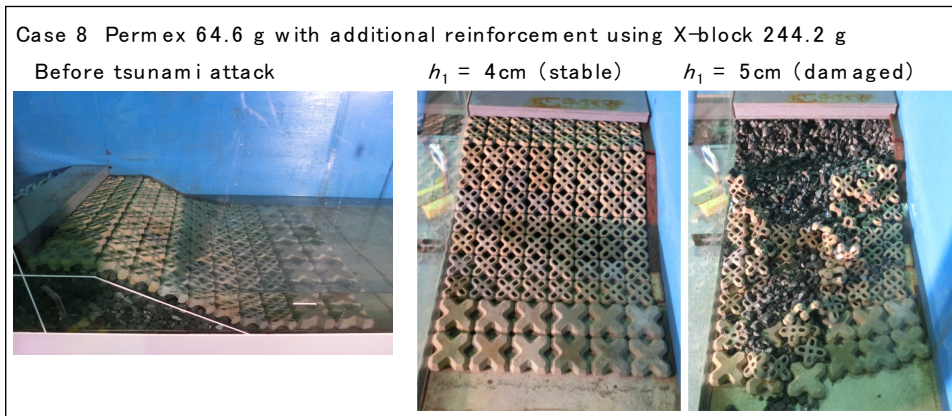 Case 8 Permex 64.6 g with additional reinforcement using X-block 244.2 g
Before tsunami attack
h₁ = 4cm (stable)
h₁ = 5cm (damaged)